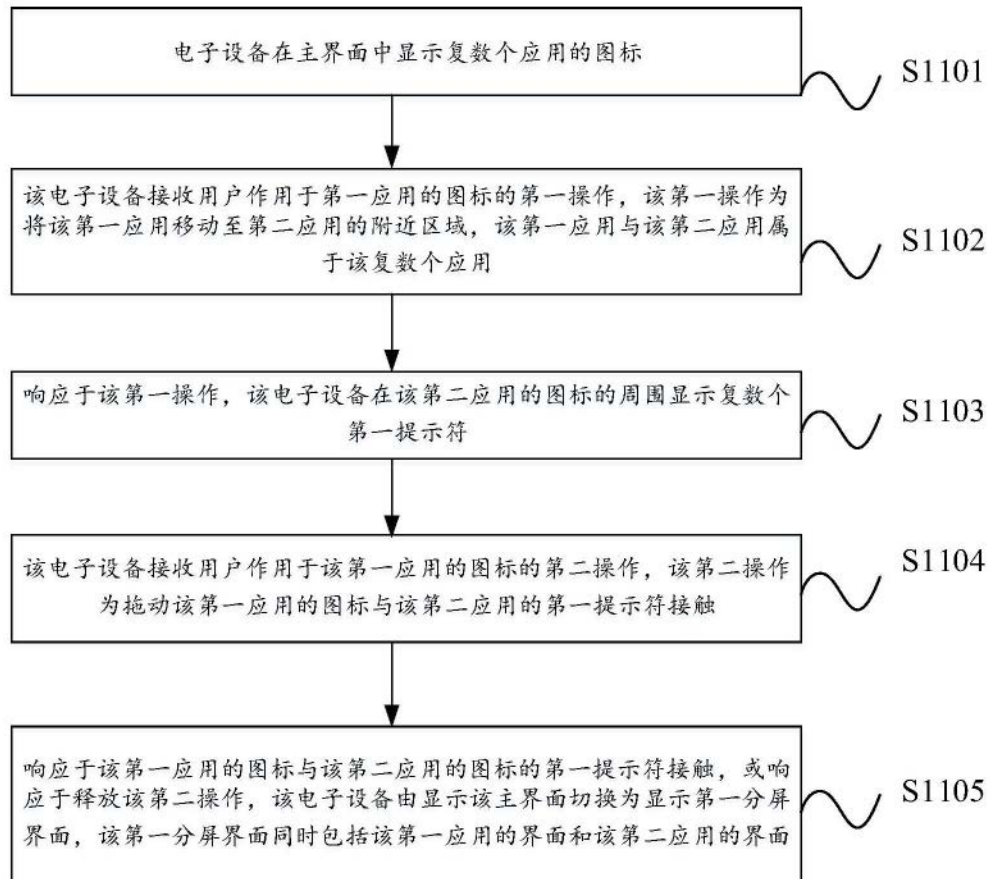 电子设备在主界面中显示复数个应用的图标
S1101
该电子设备接收用户作用于第一应用的图标的第一操作，该第一操作为
将该第一应用移动至第二应用的附近区域，该第一应用与该第二应用属
于该复数个应用
S1102
响应于该第一操作，该电子设备在该第二应用的图标的周围显示复数个
第一提示符
S1103
该电子设备接收用户作用于该第一应用的图标的第二操作，该第二操作
为拖动该第一应用的图标与该第二应用的第一提示符接触
S1104
响应于该第一应用的图标与该第二应用的图标的第一提示符接触，或响
应于释放该第二操作，该电子设备由显示该主界面切换为显示第一分屏
界面，该第一分屏界面同时包括该第一应用的界面和该第二应用的界面
S1105